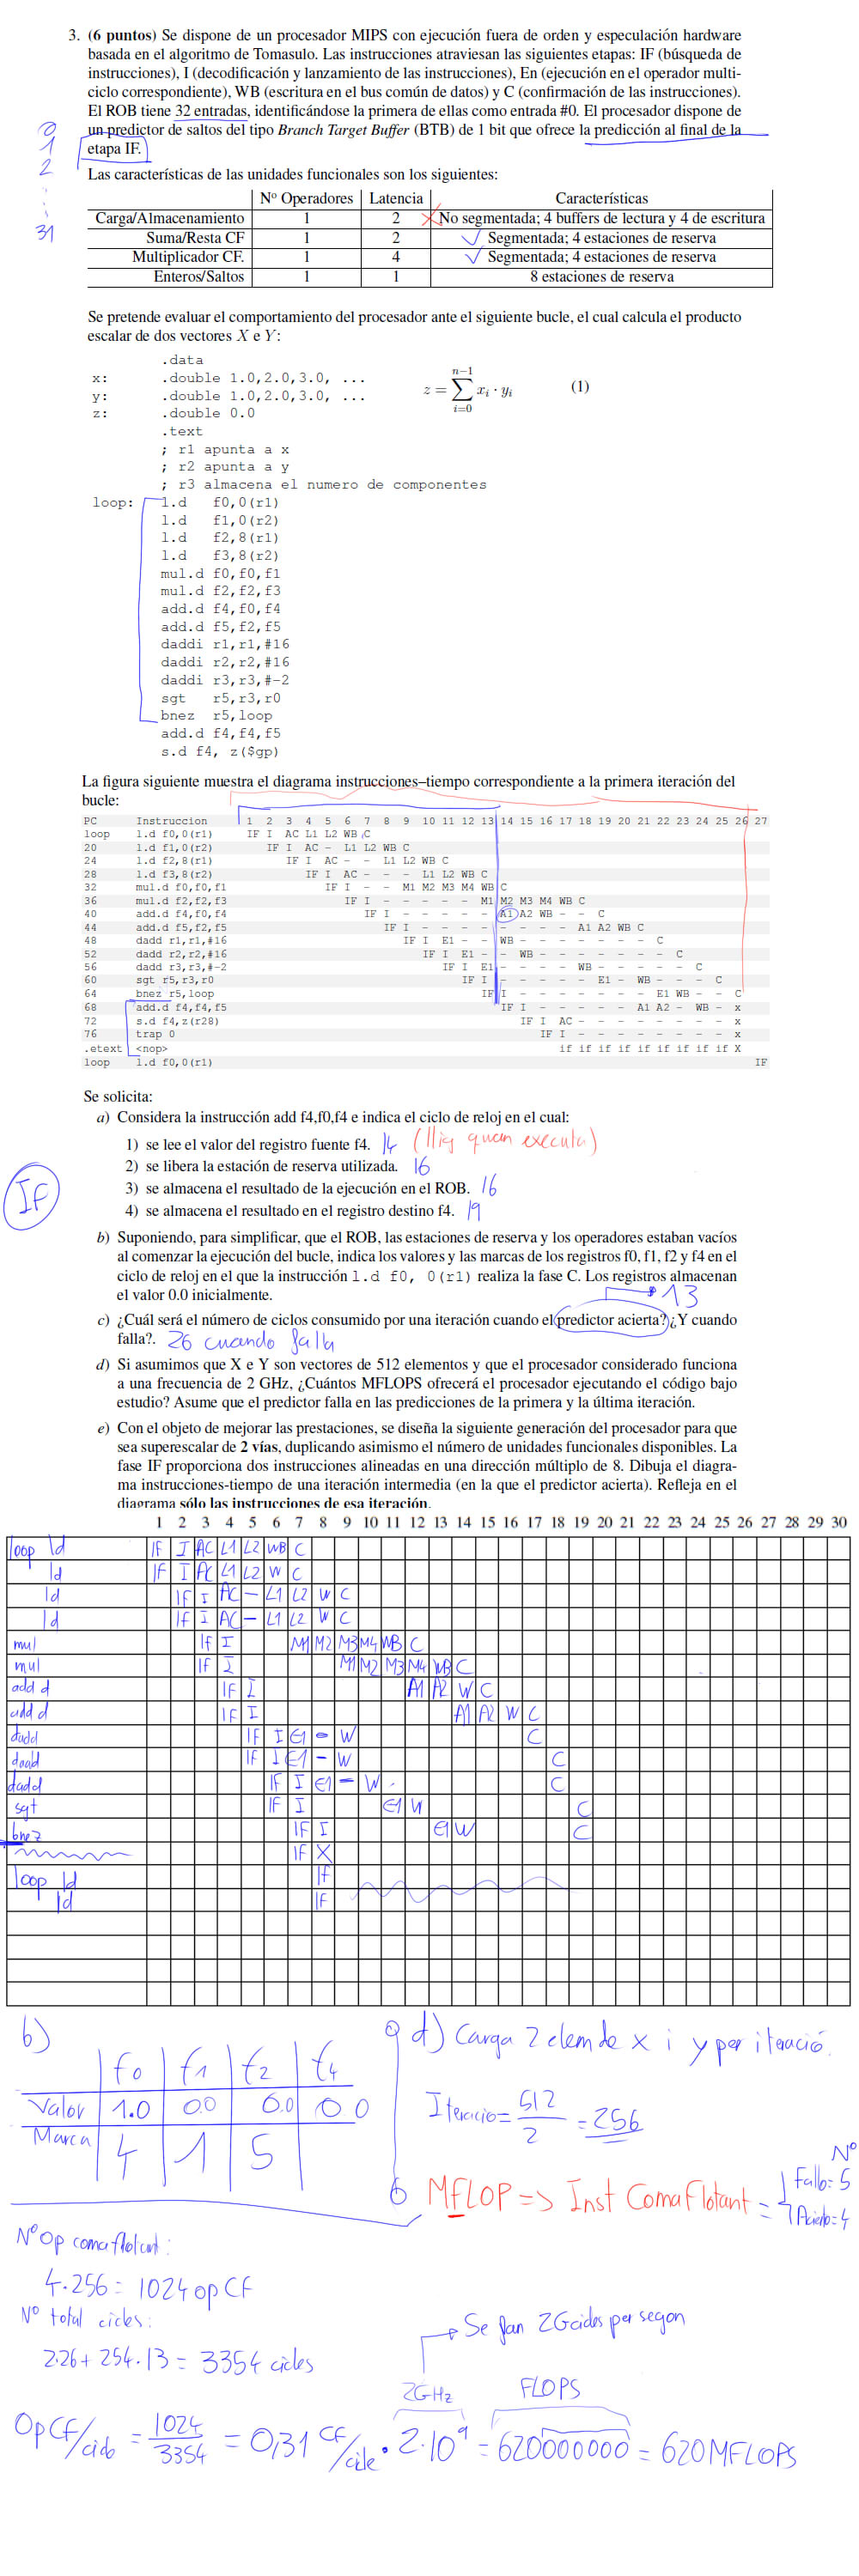 3. (6 puntos) Se dispone de un procesador MIPS con ejecución fuera de orden y especulación hardware
basada en el algoritmo de Tomasulo. Las instrucciones atraviesan las siguientes etapas: IF (búsqueda de
instrucciones), I (decodificación y lanzamiento de las instrucciones), En (ejecución en el operador multi-
ciclo correspondiente), WB (escritura en el bus común de datos) y C (confirmación de las instrucciones).
El ROB tiene 32 entradas, identificándose la primera de ellas como entrada #0. El procesador dispone de
un predictor de saltos del tipo Branch Target Buffer (BTB) de 1 bit que ofrece la predicción al final de la
etapa IF.
0
1
2
31
Las características de las unidades funcionales son los siguientes:
Nº Operadores Latencia Características
Carga/Almacenamiento 1 2 No segmentada; 4 buffers de lectura y 4 de escritura
Suma/Resta CF 1 2 Segmentada; 4 estaciones de reserva
Multiplicador CF. 1 4 Segmentada; 4 estaciones de reserva
Enteros/Saltos 1 1 8 estaciones de reserva
Se pretende evaluar el comportamiento del procesador ante el siguiente bucle, el cual calcula el producto
escalar de dos vectores X e Y:
.data
x: .double 1.0,2.0,3.0, ...
y: .double 1.0,2.0,3.0, ...
z: .double 0.0
z = ∑ n−1 i=0 xi · yi (1)
.text
; r1 apunta a x
; r2 apunta a y
; r3 almacena el numero de componentes
loop: l.d f0,0(r1)
l.d f1,0(r2)
l.d f2,8(r1)
l.d f3,8(r2)
mul.d f0,f0,f1
mul.d f2,f2,f3
add.d f4,f0,f4
add.d f5,f2,f5
daddi r1,r1,#16
daddi r2,r2,#16
daddi r3,r3,#-2
sgt r5,r3,r0
bnez r5,loop
add.d f4,f4,f5
s.d f4, z($gp)
La figura siguiente muestra el diagrama instrucciones–tiempo correspondiente a la primera iteración del
bucle:
PC Instruccion 1 2 3 4 5 6 7 8 9 10 11 12 13 14 15 16 17 18 19 20 21 22 23 24 25 26 27
loop l.d f0,0(r1) IF I AC L1 L2 WB C
20 l.d f1,0(r2) IF I AC - L1 L2 WB C
24 l.d f2,8(r1) IF I AC - - L1 L2 WB C
28 l.d f3,8(r2) IF I AC - - - L1 L2 WB C
32 mul.d f0,f0,f1 IF I - - M1 M2 M3 M4 WB C
36 mul.d f2,f2,f3 IF I - - - - - M1 M2 M3 M4 WB C
40 add.d f4,f0,f4 IF I - - - - - A1 A2 WB - - C
44 add.d f5,f2,f5 IF I - - - - - - - - A1 A2 WB C
48 dadd r1,r1,#16 IF I E1 - - WB - - - - - - - C
52 dadd r2,r2,#16 IF I E1 - - WB - - - - - - - C
56 dadd r3,r3,#-2 IF I E1 - - - - WB - - - - - C
60 sgt r5,r3,r0 IF I - - - - - - E1 - WB - - - C
64 bnez r5,loop IF I - - - - - - - E1 WB - - C
68 add.d f4,f4,f5 IF I - - - - - A1 A2 - WB - x
72 s.d f4,z(r28) IF I AC - - - - - - - - x
76 trap 0 IF I - - - - - - - - x
.etext <nop> if if if if if if if if if X
loop l.d f0,0(r1) IF
Se solicita:
a) Considera la instrucción add f4,f0,f4 e indica el ciclo de reloj en el cual:
1) se lee el valor del registro fuente f4. 14 (llig quan executa)
2) se libera la estación de reserva utilizada. 16
3) se almacena el resultado de la ejecución en el ROB. 16
4) se almacena el resultado en el registro destino f4. 19
IF
b) Suponiendo, para simplificar, que el ROB, las estaciones de reserva y los operadores estaban vacíos
al comenzar la ejecución del bucle, indica los valores y las marcas de los registros f0, f1, f2 y f4 en el
ciclo de reloj en el que la instrucción l.d f0, 0(r1) realiza la fase C. Los registros almacenan
el valor 0.0 inicialmente.
13
c) ¿Cuál será el número de ciclos consumido por una iteración cuando el predictor acierta? ¿Y cuando
falla?. 26 cuando falla
d) Si asumimos que X e Y son vectores de 512 elementos y que el procesador considerado funciona
a una frecuencia de 2 GHz, ¿Cuántos MFLOPS ofrecerá el procesador ejecutando el código bajo
estudio? Asume que el predictor falla en las predicciones de la primera y la última iteración.
e) Con el objeto de mejorar las prestaciones, se diseña la siguiente generación del procesador para que
sea superescalar de 2 vías, duplicando asimismo el número de unidades funcionales disponibles. La
fase IF proporciona dos instrucciones alineadas en una dirección múltiplo de 8. Dibuja el diagra-
ma instrucciones-tiempo de una iteración intermedia (en la que el predictor acierta). Refleja en el
diagrama sólo las instrucciones de esa iteración.
1 2 3 4 5 6 7 8 9 10 11 12 13 14 15 16 17 18 19 20 21 22 23 24 25 26 27 28 29 30
loop ld IF I AC L1 L2 WB C
ld IF I AC L1 L2 W C
ld IF I AC - L1 L2 W C
ld IF I AC - L1 L2 W C
mul IF I M1 M2 M3 M4 WB C
mul IF I M1 M2 M3 M4 WB C
add d IF I A1 A2 W C
add d IF I A1 A2 W C
dadd IF I E1 - W C
dadd IF I E1 - W C
dadd IF I E1 - W C
sgt IF I E1 W C
bnez IF I E1 W C
IF X
loop ld IF
ld IF
b)
f0 f1 f2 f4
Valor 1.0 0.0 0.0 0.0
Marca 4 1 5 6
d) Carga 2 elem de x i y per iteració.
Iteracio = 512/2 = 256
MFLOP => Inst Coma Flotant = Nº Fallo = 5
Acierto = 4
Nº Op coma flotant:
4·256 = 1024 op CF
Nº total cicles:
2·26 + 254·13 = 3354 cicles
Se fan 2G cicles per segon
2GHz FLOPS
Op CF/ciclo = 1024/3354 = 0,31 CF/cicle · 2·10^9 = 620000000 = 620 MFLOPS